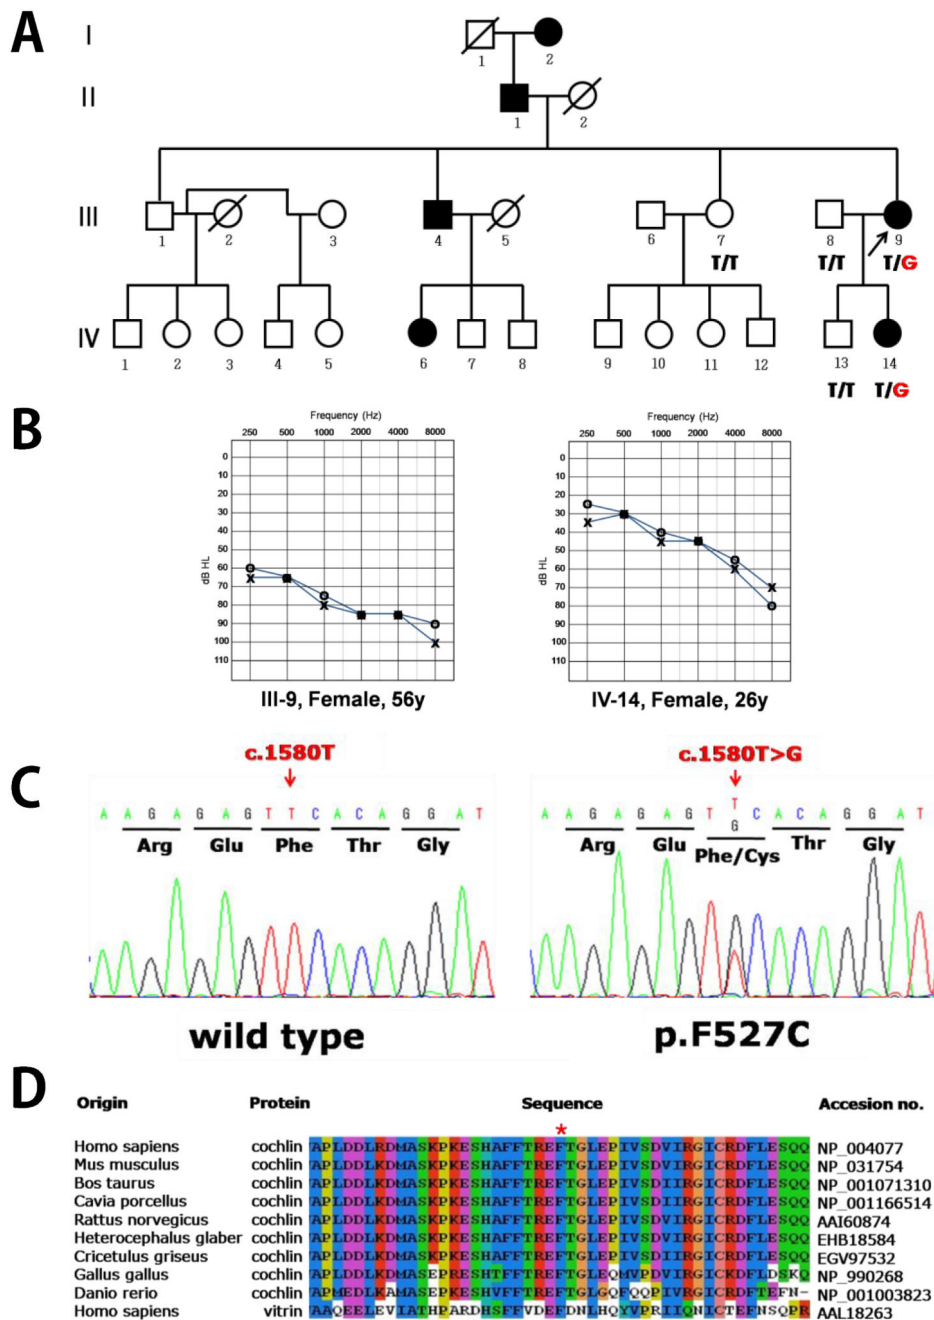 A
I
1 2
II
1 2
III
1 2 3 4 5 6 7 8 9
T/T T/T T/G
IV
1 2 3 4 5 6 7 8 9 10 11 12 13 14
T/T T/G
B
Frequency (Hz) Frequency (Hz)
250 500 1000 2000 4000 8000 250 500 1000 2000 4000 8000
0 0
10 10
20 20
30 30
40 40
50 50
60 60
70 70
80 80
90 90
100 100
110 110
dB HL dB HL
III-9, Female, 56y IV-14, Female, 26y
C
c.1580T c.1580T>G
A A G A G A G T T C A C A G G A T A A G A G A G T T C A C A G G A T
G
Arg Glu Phe Thr Gly Arg Glu Phe/Cys Thr Gly
wild type p.F527C
D
Origin Protein Sequence Accesion no.
*
Homo sapiens cochlin APLDDLRDMASKPKESHAFFTREFTGLEPIVSDVIRGICRDFLESQQ NP_004077
Mus musculus cochlin APLDDLKDMASKPKESHAFFTREFTGLEPIVSDVIRGICRDFLESQQ NP_031754
Bos taurus cochlin APLDDLKDMASKPKESHAFFTREFTGLEPIVSDVIRGICRDFLESQQ NP_001071310
Cavia porcellus cochlin APLDDLKDMASKPKESHAFFTREFTGLEPIVSDVIRGICRDFLESQQ NP_001166514
Rattus norvegicus cochlin APLDDLKDMASKPKESHAFFTREFTGLEPIVSDVIRGICRDFLESQQ AAI60874
Heterocephalus glaber cochlin APLDDLKDMASKPKESHAFFTREFTGLEPIVSDVIRGICRDFLESQQ EHB18584
Cricetulus griseus cochlin APLDDLKDMASKPKESHAFFTREFTGLEPIVSDVIRGICRDFLESQQ EGV97532
Gallus gallus cochlin APLDDLKDMASEPRESHTFFTREFTGLEQMVPDVIRGICKDFLDSKQ NP_990268
Danio rerio cochlin APMEDLKAMASEPKDSHVFFTREFTGLGQFQQPIVRGICRDFTEFN- NP_001003823
Homo sapiens vitrin AAQEELEVIATHPARDHSFFVDEFDNLHQYVPRIIQNICTEFNSQPR AAL18263